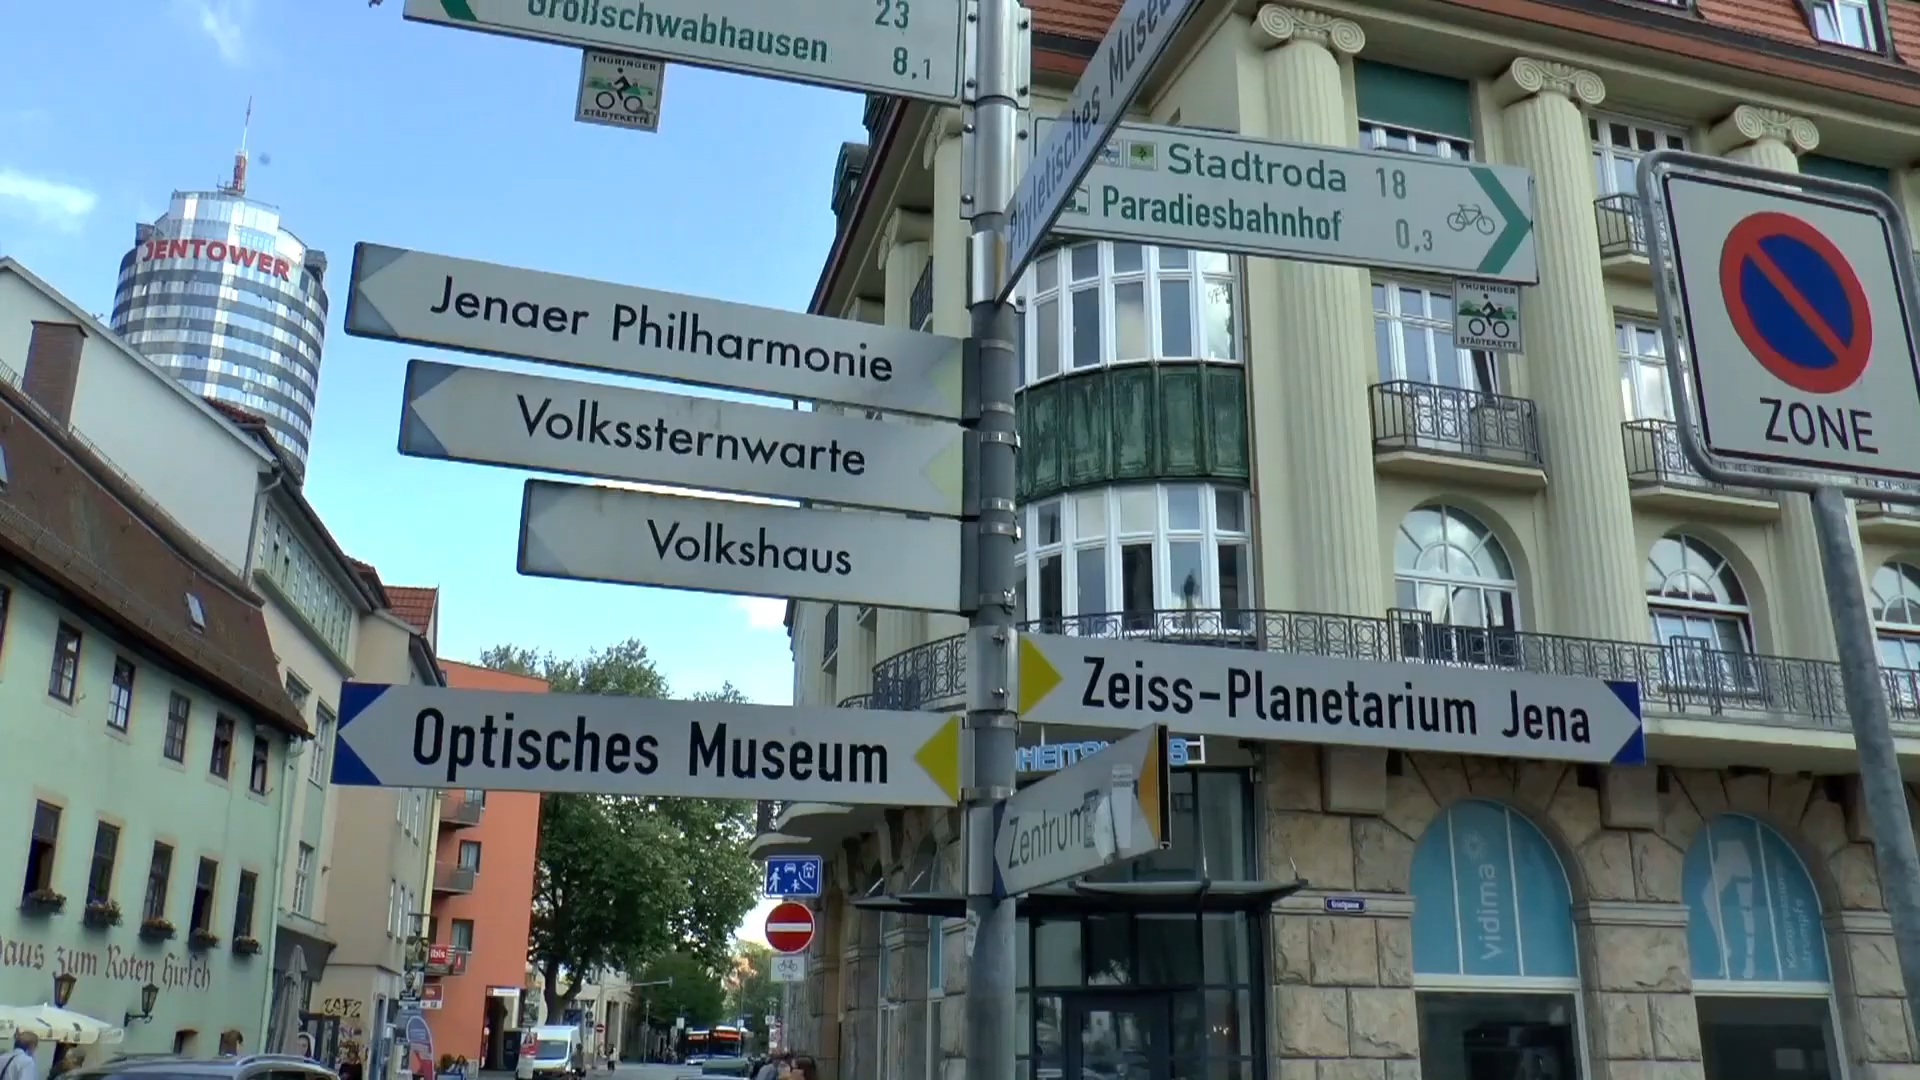 Großschwabhausen
23
8.1
THÜRINGER
STÄDTEKETTE
Phyletisches Museum
Stadtroda 18
Paradiesbahnhof 0,3
THÜRINGER
STÄDTEKETTE
JENTOWER
Jenaer Philharmonie
Volkssternwarte
Volkshaus
ZONE
Zeiss-Planetarium Jena
Optisches Museum
Zentrum
vidima
zum Roten Hirsch
ibis